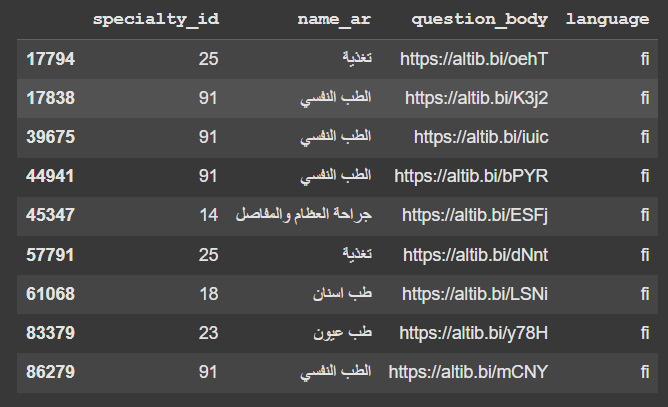 specialty_id name_ar question_body language
17794 25 تغذية https://altib.bi/oehT fi
17838 91 الطب النفسي https://altib.bi/K3j2 fi
39675 91 الطب النفسي https://altib.bi/iuic fi
44941 91 الطب النفسي https://altib.bi/bPYR fi
45347 14 جراحة العظام والمفاصل https://altib.bi/ESFj fi
57791 25 تغذية https://altib.bi/dNnt fi
61068 18 طب اسنان https://altib.bi/LSNi fi
83379 23 طب عيون https://altib.bi/y78H fi
86279 91 الطب النفسي https://altib.bi/mCNY fi